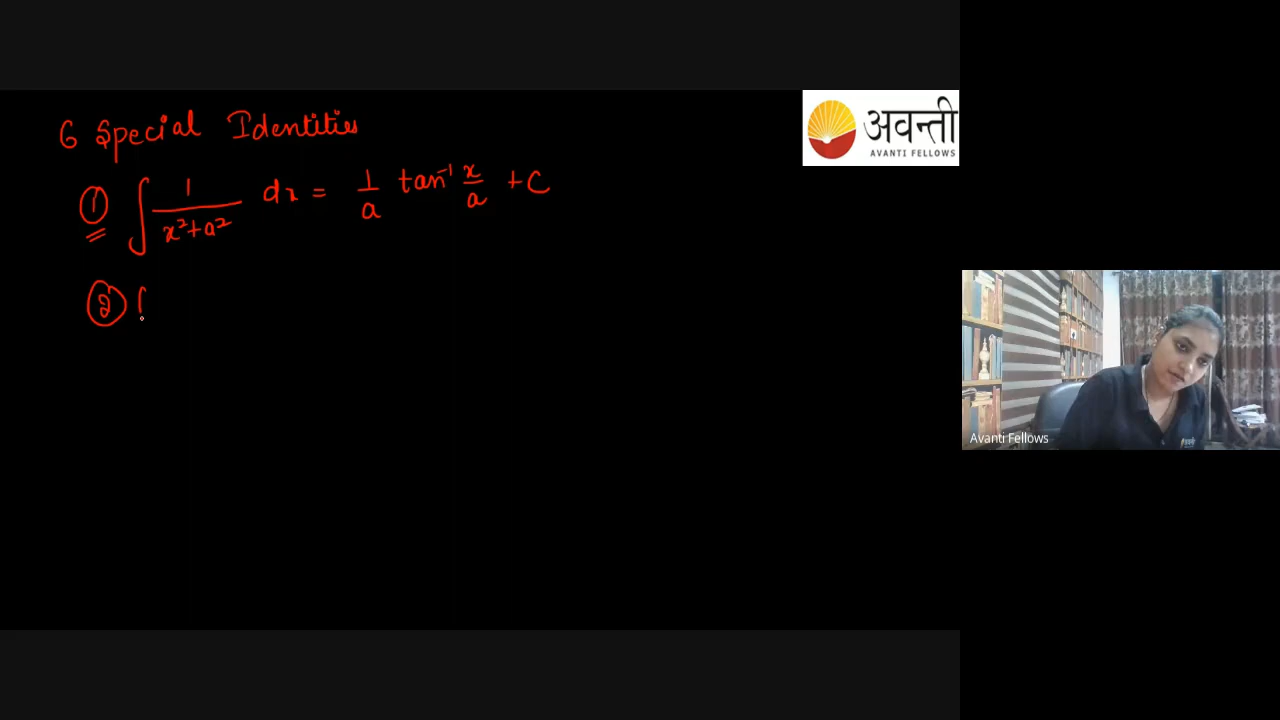 6 Special Identities
① ∫ 1/(x²+a²) dx = 1/a tan⁻¹ x/a + C
②
अवन्ती
AVANTI FELLOWS
Avanti Fellows